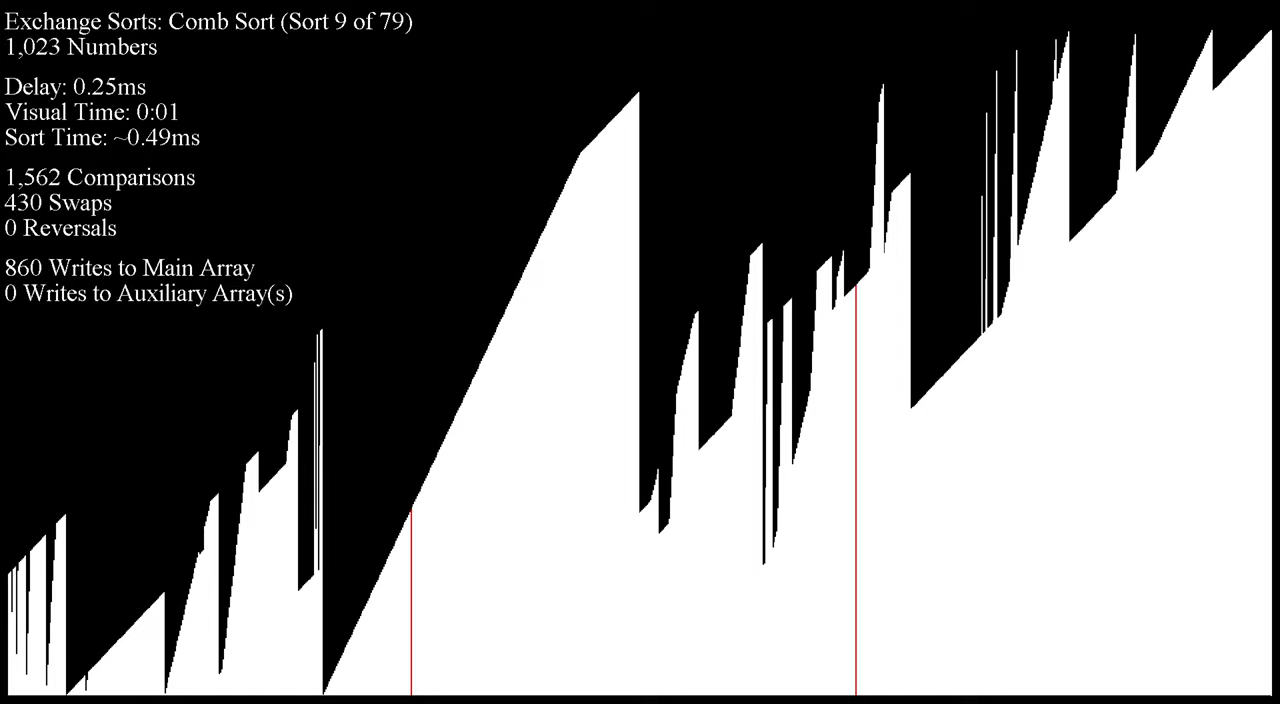 Exchange Sorts: Comb Sort (Sort 9 of 79)
1,023 Numbers
Delay: 0.25ms
Visual Time: 0:01
Sort Time: ~0.49ms
1,562 Comparisons
430 Swaps
0 Reversals
860 Writes to Main Array
0 Writes to Auxiliary Array(s)